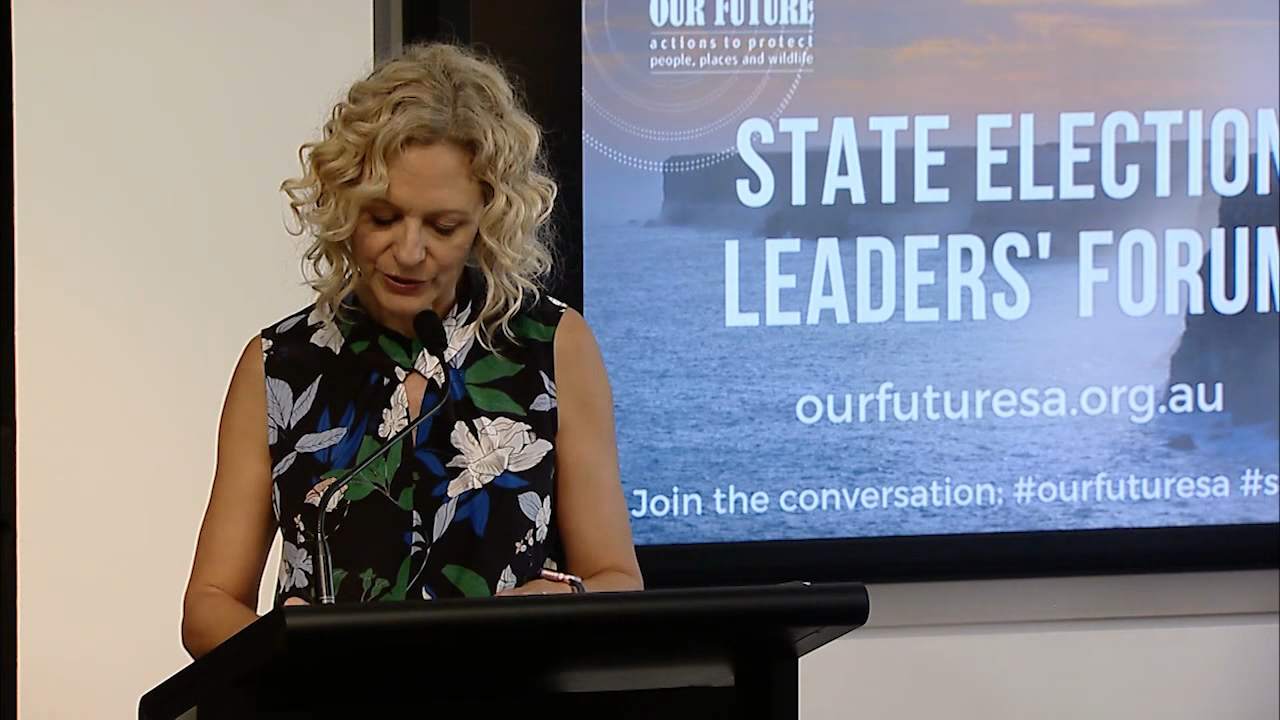 OUR FUTURE
actions to protect
people, places and wildlife
STATE ELECTION
LEADERS' FORUM
ourfuturesa.org.au
Join the conversation: #ourfuturesa #s